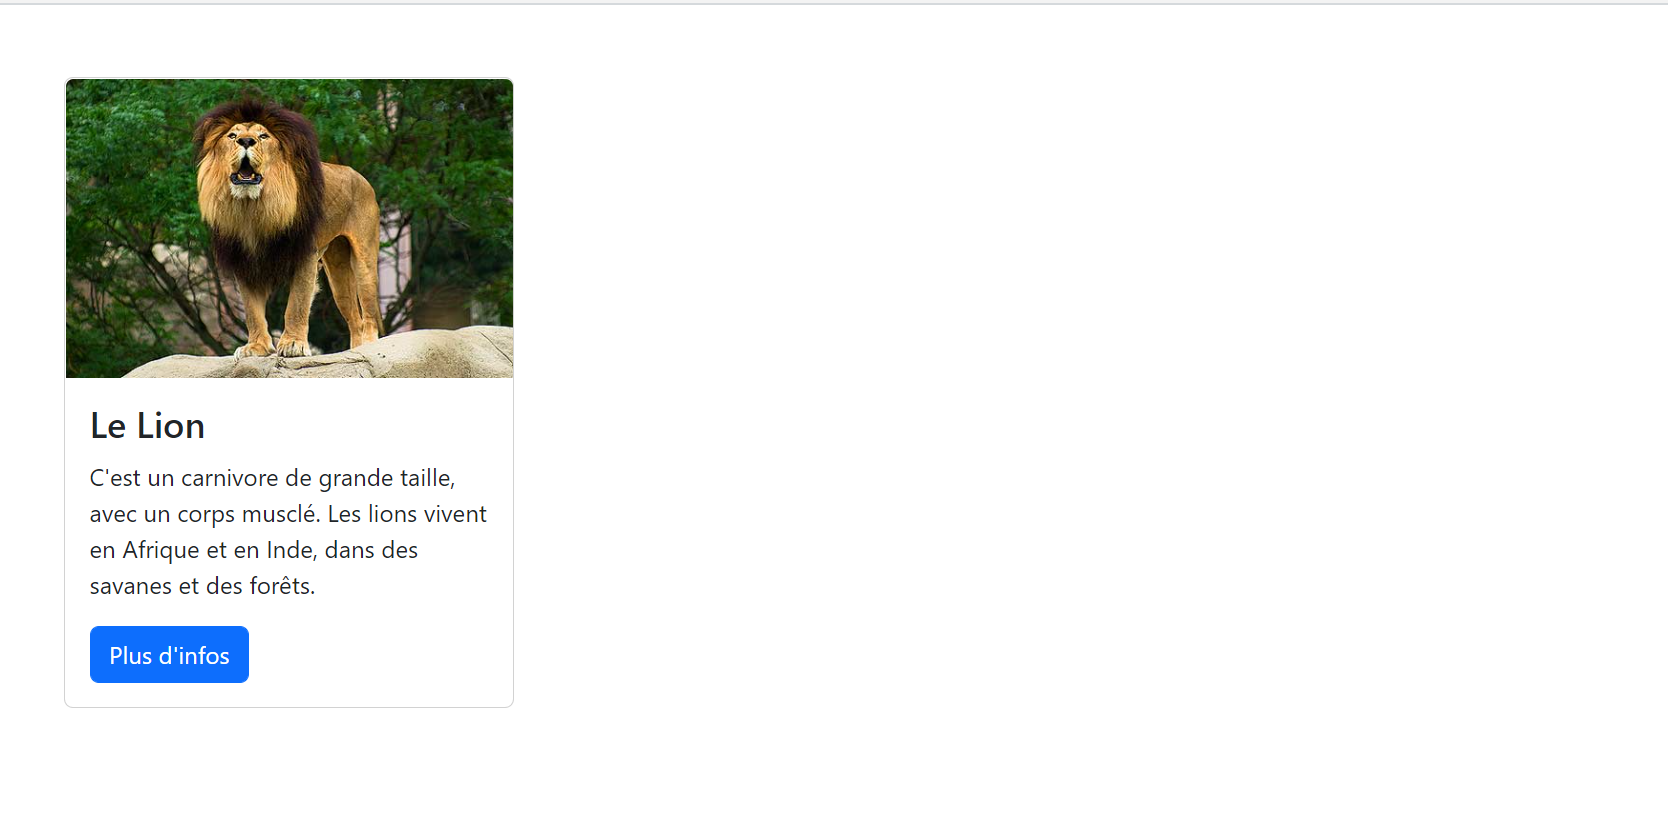 Le Lion
C'est un carnivore de grande taille,
avec un corps musclé. Les lions vivent
en Afrique et en Inde, dans des
savanes et des forêts.
Plus d'infos